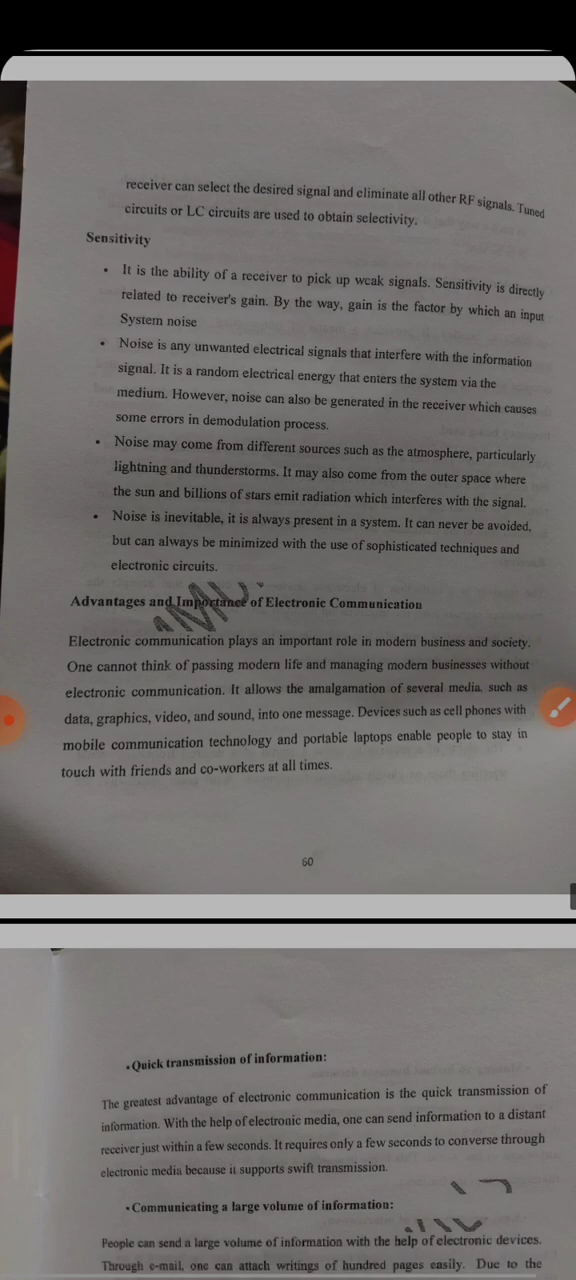 receiver can select the desired signal and eliminate all other RF signals. Tuned
circuits or LC circuits are used to obtain selectivity.
Sensitivity
• It is the ability of a receiver to pick up weak signals. Sensitivity is directly
related to receiver's gain. By the way, gain is the factor by which an input
System noise
• Noise is any unwanted electrical signals that interfere with the information
signal. It is a random electrical energy that enters the system via the
medium. However, noise can also be generated in the receiver which causes
some errors in demodulation process.
• Noise may come from different sources such as the atmosphere, particularly
lightning and thunderstorms. It may also come from the outer space where
the sun and billions of stars emit radiation which interferes with the signal.
• Noise is inevitable, it is always present in a system. It can never be avoided,
but can always be minimized with the use of sophisticated techniques and
electronic circuits.
Advantages and Importance of Electronic Communication
Electronic communication plays an important role in modern business and society.
One cannot think of passing modern life and managing modern businesses without
electronic communication. It allows the amalgamation of several media, such as
data, graphics, video, and sound, into one message. Devices such as cell phones with
mobile communication technology and portable laptops enable people to stay in
touch with friends and co-workers at all times.
60
• Quick transmission of information:
The greatest advantage of electronic communication is the quick transmission of
information. With the help of electronic media, one can send information to a distant
receiver just within a few seconds. It requires only a few seconds to converse through
electronic media because it supports swift transmission.
• Communicating a large volume of information:
People can send a large volume of information with the help of electronic devices.
Through e-mail, one can attach writings of hundred pages easily. Due to the